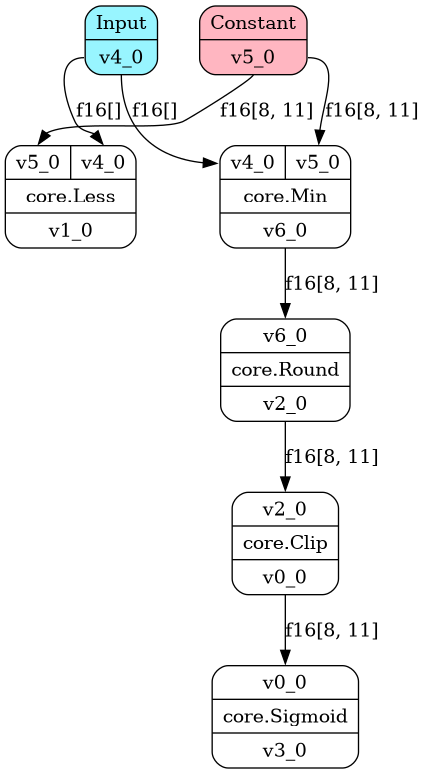 Input
v4_0
Constant
v5_0
f16[]
f16[]
f16[8, 11]
f16[8, 11]
v5_0
v4_0
core.Less
v1_0
v4_0
v5_0
core.Min
v6_0
f16[8, 11]
v6_0
core.Round
v2_0
f16[8, 11]
v2_0
core.Clip
v0_0
f16[8, 11]
v0_0
core.Sigmoid
v3_0